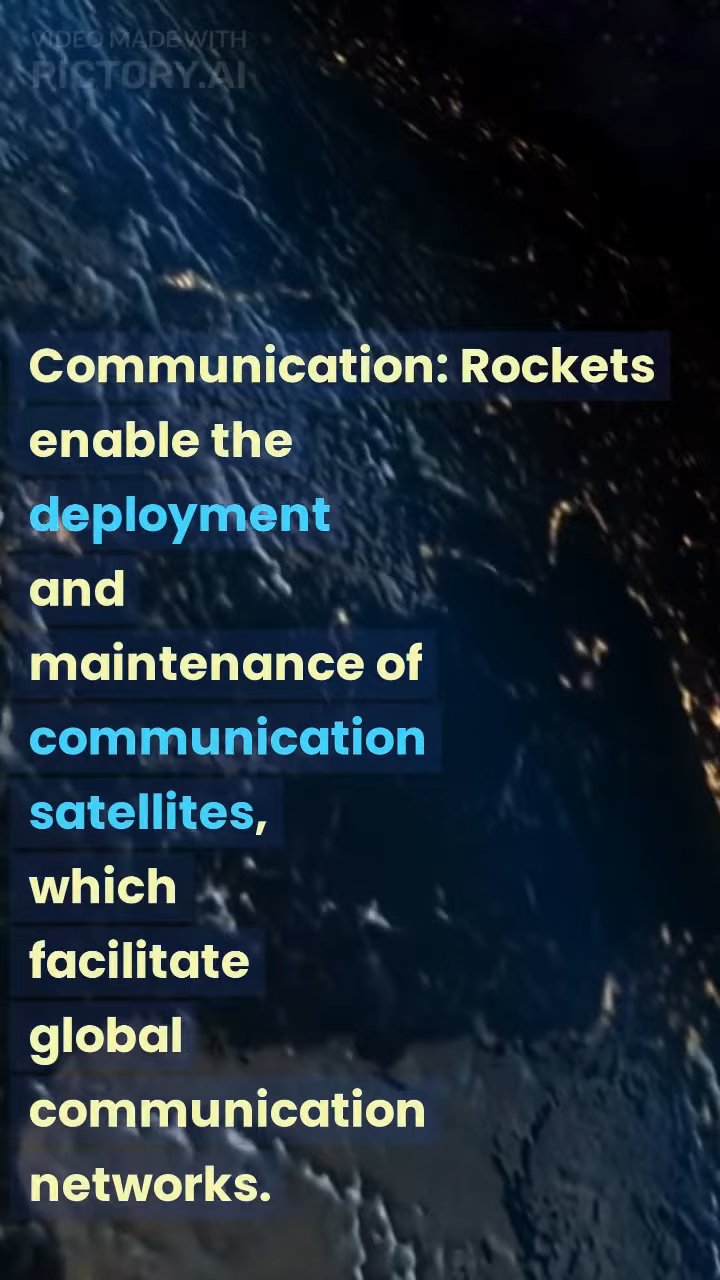 VIDEO MADE WITH
PICTORY.AI
Communication: Rockets
enable the
deployment
and
maintenance of
communication
satellites,
which
facilitate
global
communication
networks.